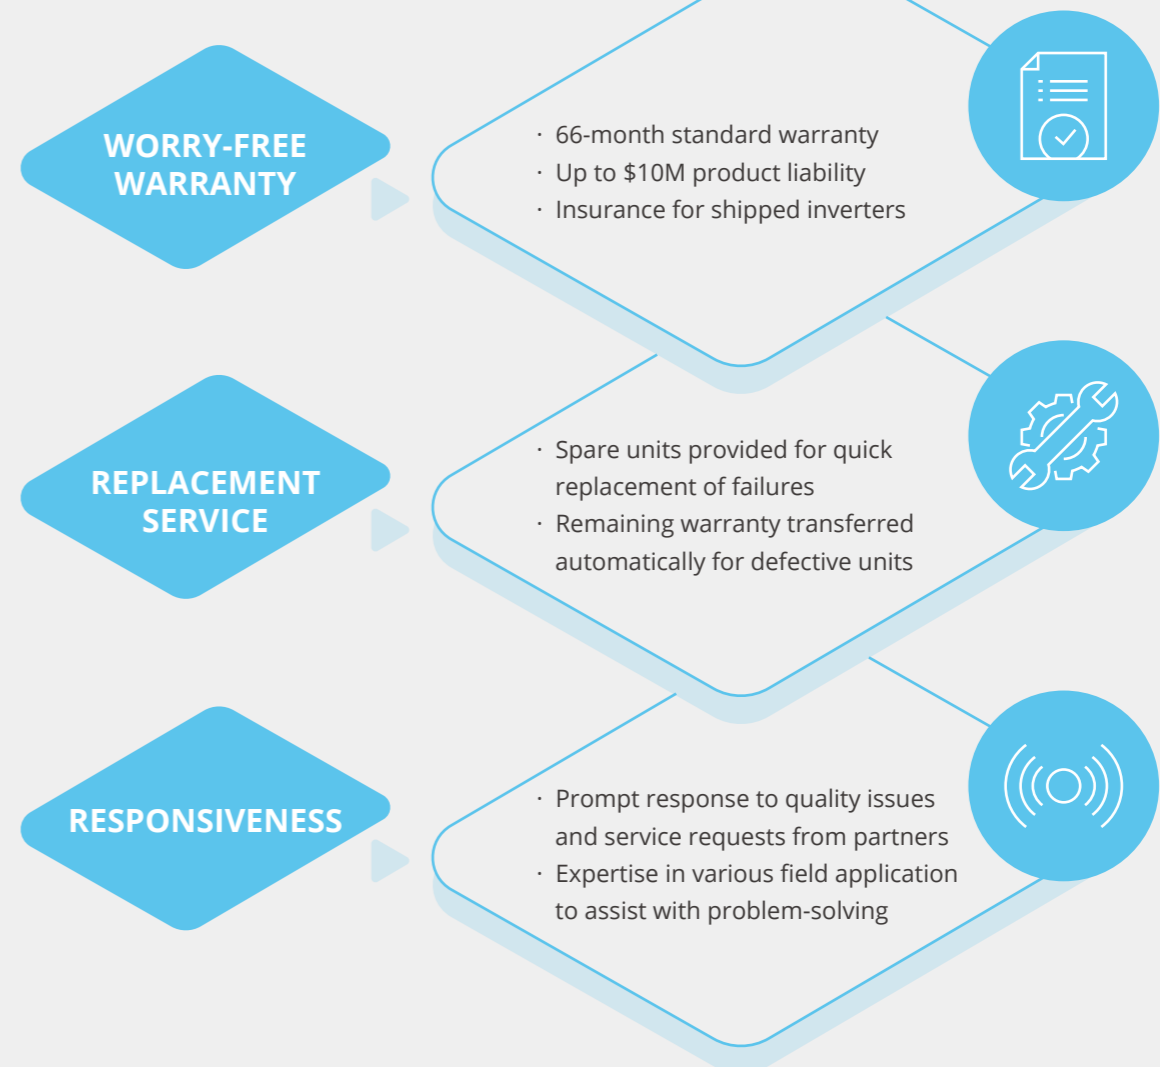 WORRY-FREE
WARRANTY
· 66-month standard warranty
· Up to $10M product liability
· Insurance for shipped inverters
REPLACEMENT
SERVICE
· Spare units provided for quick
replacement of failures
· Remaining warranty transferred
automatically for defective units
RESPONSIVENESS
· Prompt response to quality issues
and service requests from partners
· Expertise in various field application
to assist with problem-solving